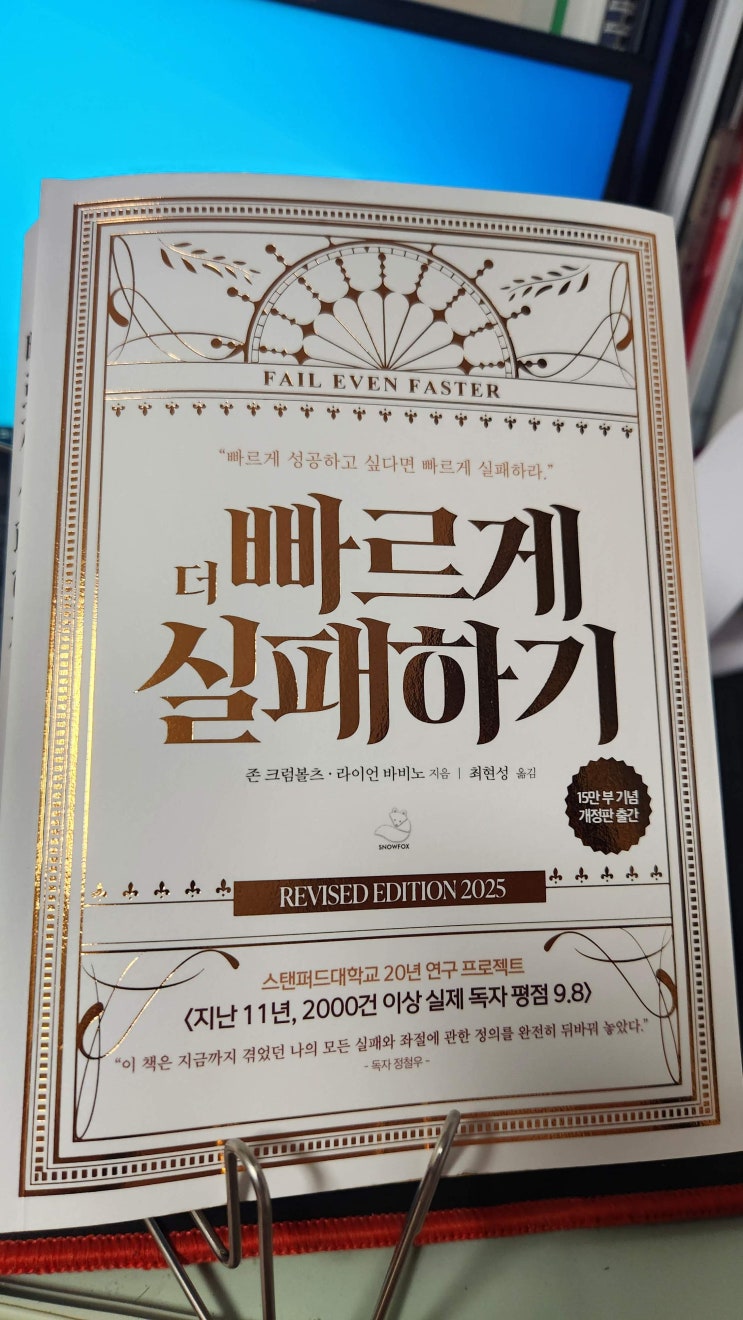 FAIL EVEN FASTER
“빠르게 성공하고 싶다면 빠르게 실패하라.”
더 빠르게
실패하기
존 크럼볼츠 · 라이언 바비노 지음 | 최현성 옮김
15만 부 기념
개정판 출간
SNOWFOX
REVISED EDITION 2025
스탠퍼드대학교 20년 연구 프로젝트
〈지난 11년, 2000건 이상 실제 독자 평점 9.8〉
“이 책은 지금까지 겪었던 나의 모든 실패와 좌절에 관한 정의를 완전히 뒤바꿔 놓았다.”
- 독자 정철우 -